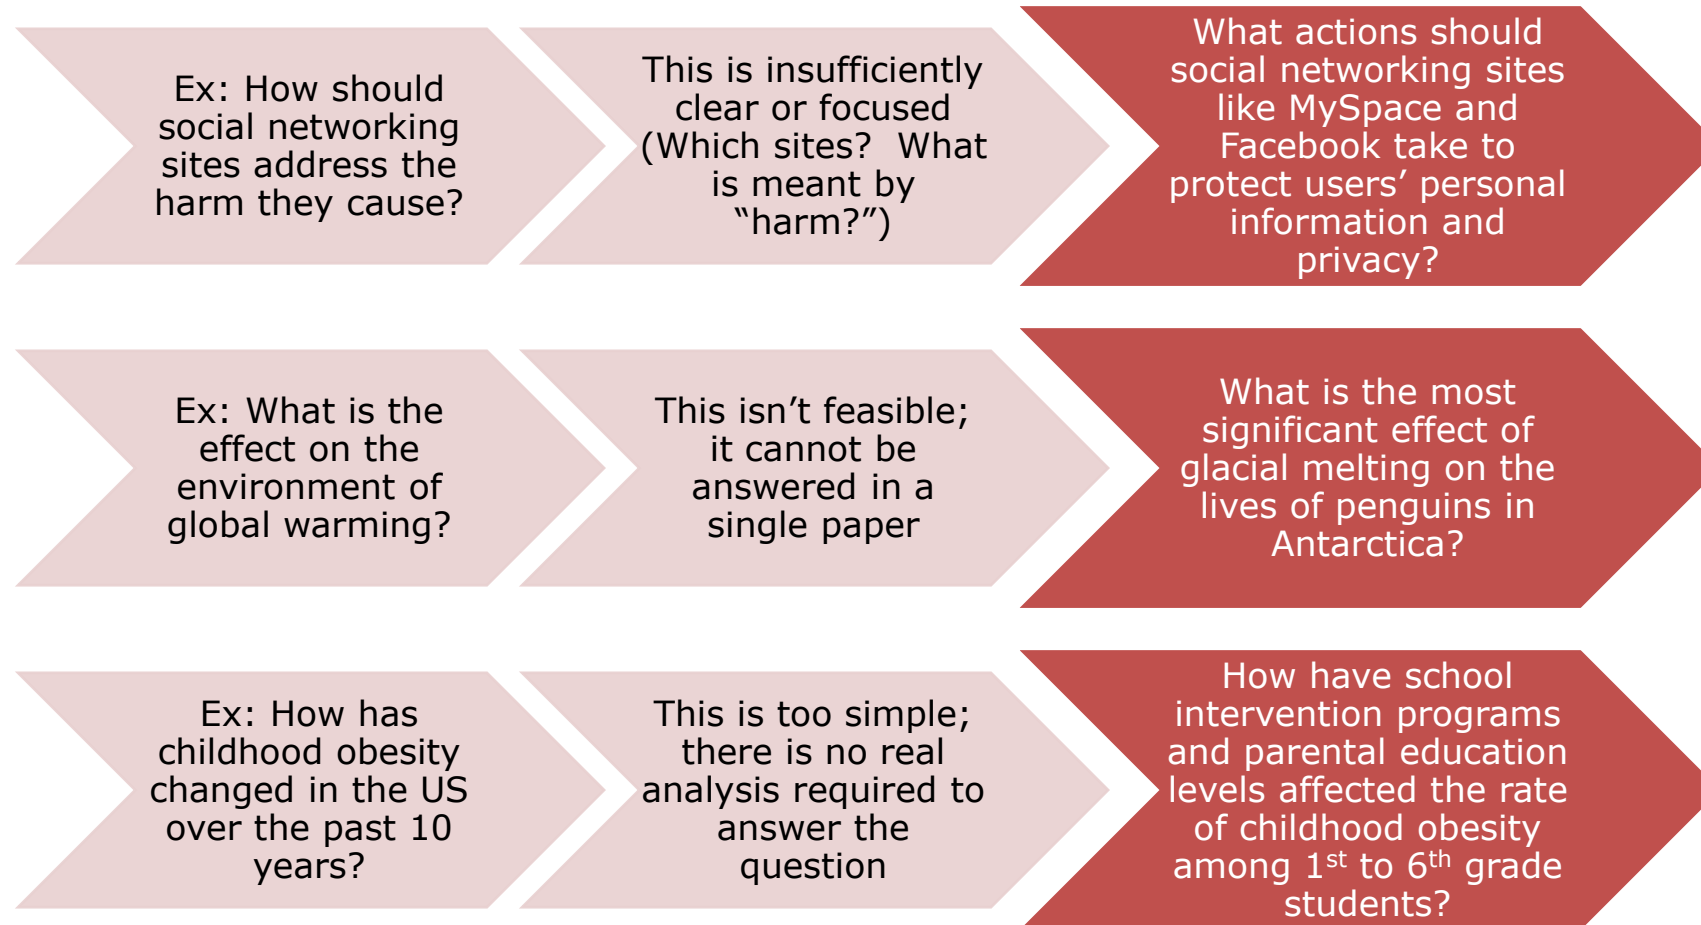 Ex: How should
social networking
sites address the
harm they cause?
This is insufficiently
clear or focused
(Which sites?  What
is meant by
“harm?”)
What actions should
social networking sites
like MySpace and
Facebook take to
protect users’ personal
information and
privacy?
Ex: What is the
effect on the
environment of
global warming?
This isn’t feasible;
it cannot be
answered in a
single paper
What is the most
significant effect of
glacial melting on the
lives of penguins in
Antarctica?
Ex: How has
childhood obesity
changed in the US
over the past 10
years?
This is too simple;
there is no real
analysis required to
answer the
question
How have school
intervention programs
and parental education
levels affected the rate
of childhood obesity
among 1st to 6th grade
students?